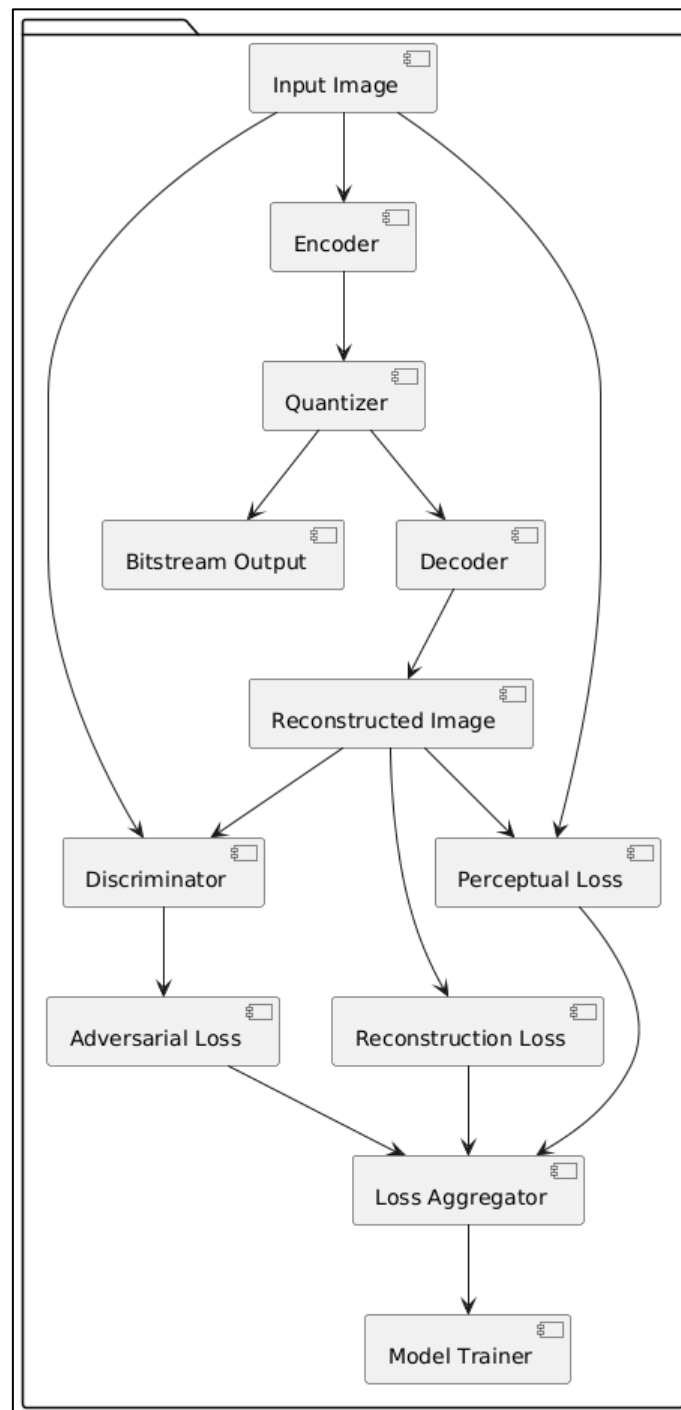 Input Image
Encoder
Quantizer
Bitstream Output
Decoder
Reconstructed Image
Discriminator
Perceptual Loss
Adversarial Loss
Reconstruction Loss
Loss Aggregator
Model Trainer